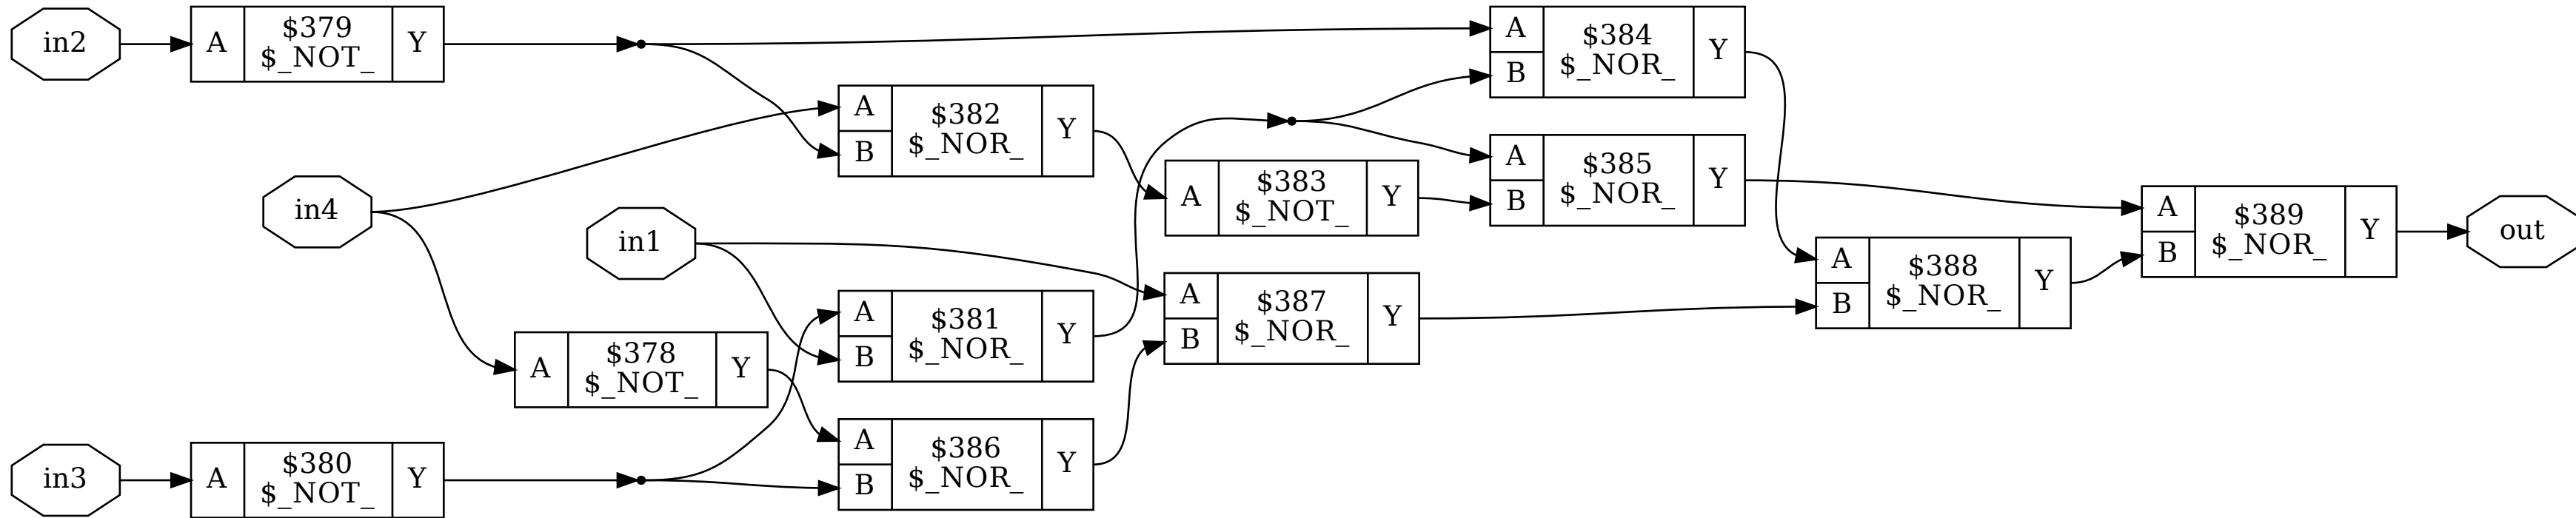 in2
A
$379
$_NOT_
Y
A
B
$384
$_NOR_
Y
A
B
$382
$_NOR_
Y
in4
A
$383
$_NOT_
Y
A
B
$385
$_NOR_
Y
in1
A
B
$389
$_NOR_
Y
out
A
B
$388
$_NOR_
Y
A
B
$387
$_NOR_
Y
A
B
$381
$_NOR_
Y
A
$378
$_NOT_
Y
A
B
$386
$_NOR_
Y
in3
A
$380
$_NOT_
Y